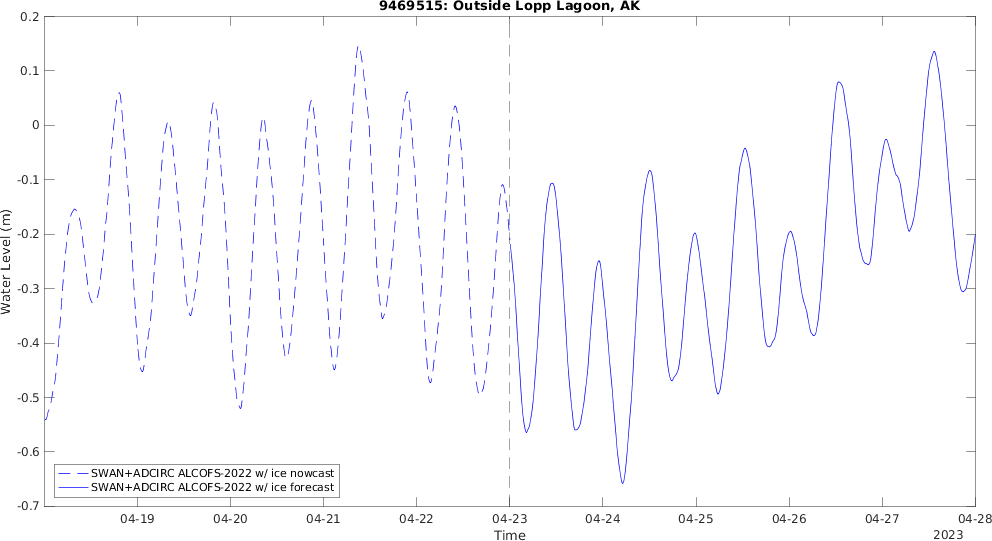 9469515: Outside Lopp Lagoon, AK
0.2
0.1
0
-0.1
-0.2
-0.3
-0.4
-0.5
-0.6
-0.7
Water Level (m)
SWAN+ADCIRC ALCOFS-2022 w/ ice nowcast
SWAN+ADCIRC ALCOFS-2022 w/ ice forecast
04-19 04-20 04-21 04-22 04-23 04-24 04-25 04-26 04-27 04-28
Time
2023